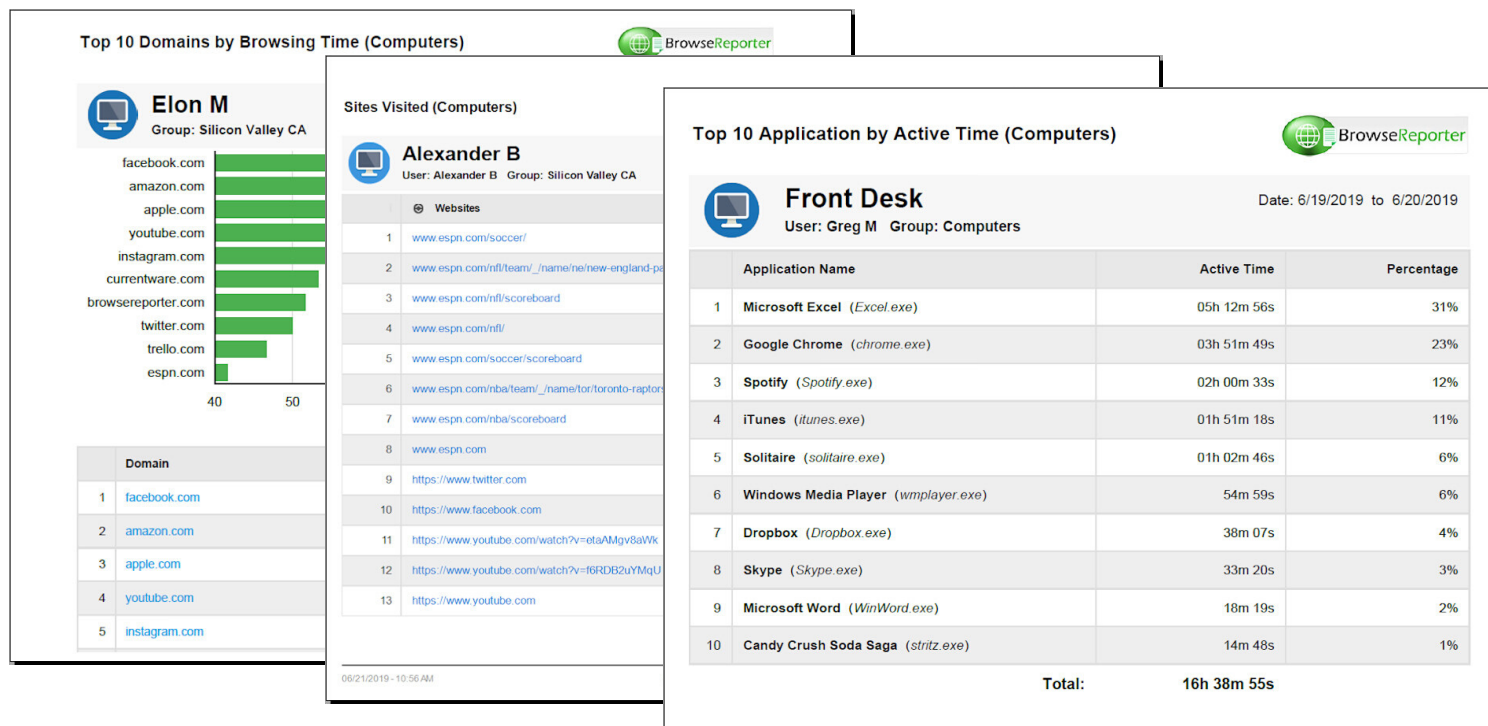 Top 10 Domains by Browsing Time (Computers)
BrowseReporter
Elon M
Group: Silicon Valley CA
facebook.com
amazon.com
apple.com
youtube.com
instagram.com
currentware.com
browsereporter.com
twitter.com
trello.com
espn.com
40 50
Domain
1 facebook.com
2 amazon.com
3 apple.com
4 youtube.com
5 instagram.com
Sites Visited (Computers)
Alexander B
User: Alexander B Group: Silicon Valley CA
Websites
1 www.espn.com/soccer/
2 www.espn.com/nfl/team/_/name/ne/new-england-pa
3 www.espn.com/nfl/scoreboard
4 www.espn.com/nfl/
5 www.espn.com/soccer/scoreboard
6 www.espn.com/nba/team/_/name/tor/toronto-raptors
7 www.espn.com/nba/scoreboard
8 www.espn.com
9 https://www.twitter.com
10 https://www.facebook.com
11 https://www.youtube.com/watch?v=etaAMgv8aWk
12 https://www.youtube.com/watch?v=f6RDB2uYMqU
13 https://www.youtube.com
06/21/2019 - 10:56 AM
Top 10 Application by Active Time (Computers)
BrowseReporter
Front Desk
Date: 6/19/2019 to 6/20/2019
User: Greg M Group: Computers
Application Name Active Time Percentage
1 Microsoft Excel (Excel.exe) 05h 12m 56s 31%
2 Google Chrome (chrome.exe) 03h 51m 49s 23%
3 Spotify (Spotify.exe) 02h 00m 33s 12%
4 iTunes (itunes.exe) 01h 51m 18s 11%
5 Solitaire (solitaire.exe) 01h 02m 46s 6%
6 Windows Media Player (wmplayer.exe) 54m 59s 6%
7 Dropbox (Dropbox.exe) 38m 07s 4%
8 Skype (Skype.exe) 33m 20s 3%
9 Microsoft Word (WinWord.exe) 18m 19s 2%
10 Candy Crush Soda Saga (stritz.exe) 14m 48s 1%
Total: 16h 38m 55s